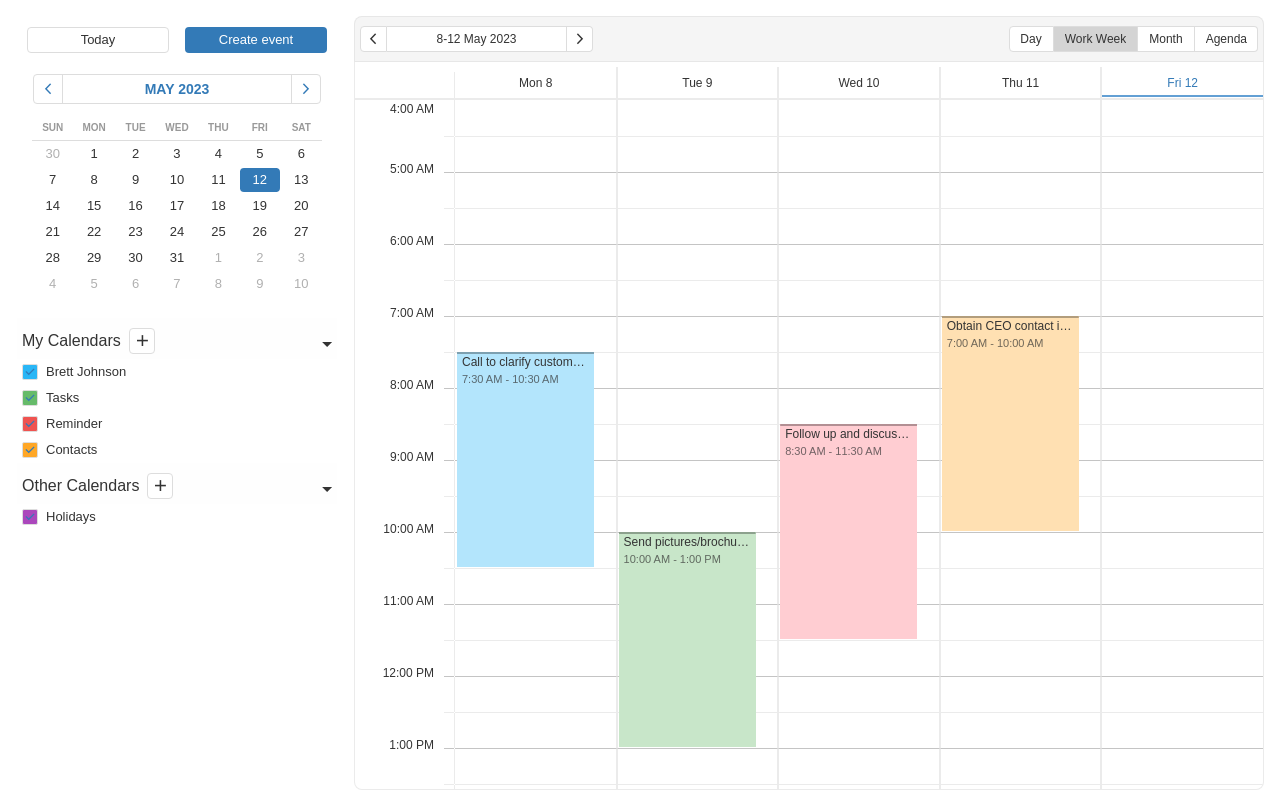 Today
Create event
MAY 2023
SUN MON TUE WED THU FRI SAT
30 1 2 3 4 5 6
7 8 9 10 11 12 13
14 15 16 17 18 19 20
21 22 23 24 25 26 27
28 29 30 31 1 2 3
4 5 6 7 8 9 10
My Calendars
Brett Johnson
Tasks
Reminder
Contacts
Other Calendars
Holidays
8-12 May 2023
Day Work Week Month Agenda
Mon 8 Tue 9 Wed 10 Thu 11 Fri 12
4:00 AM
5:00 AM
6:00 AM
7:00 AM
8:00 AM
9:00 AM
10:00 AM
11:00 AM
12:00 PM
1:00 PM
Call to clarify custom…
7:30 AM - 10:30 AM
Send pictures/brochu…
10:00 AM - 1:00 PM
Follow up and discus…
8:30 AM - 11:30 AM
Obtain CEO contact i…
7:00 AM - 10:00 AM